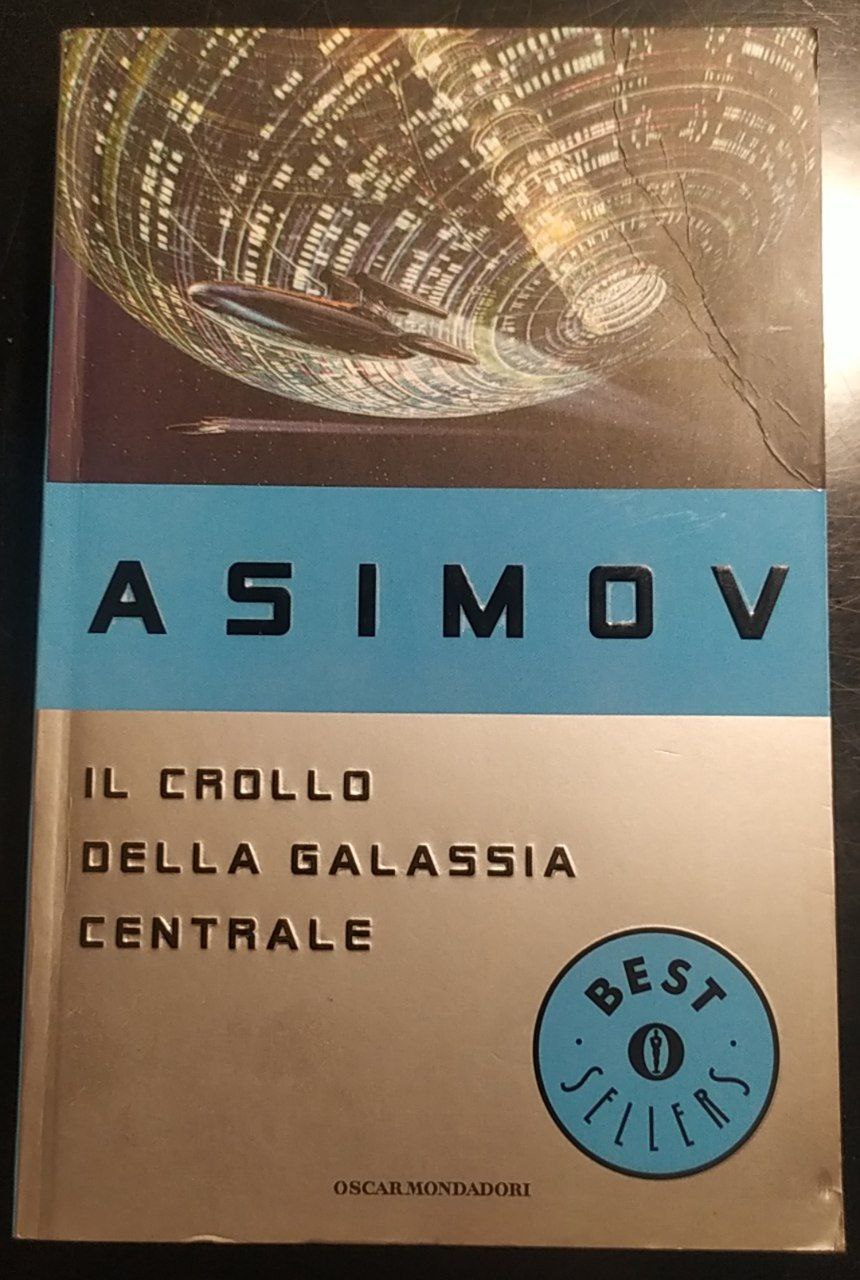 ASIMOV
IL CROLLO
DELLA GALASSIA
CENTRALE
BEST
O
SELLERS
OSCAR MONDADORI